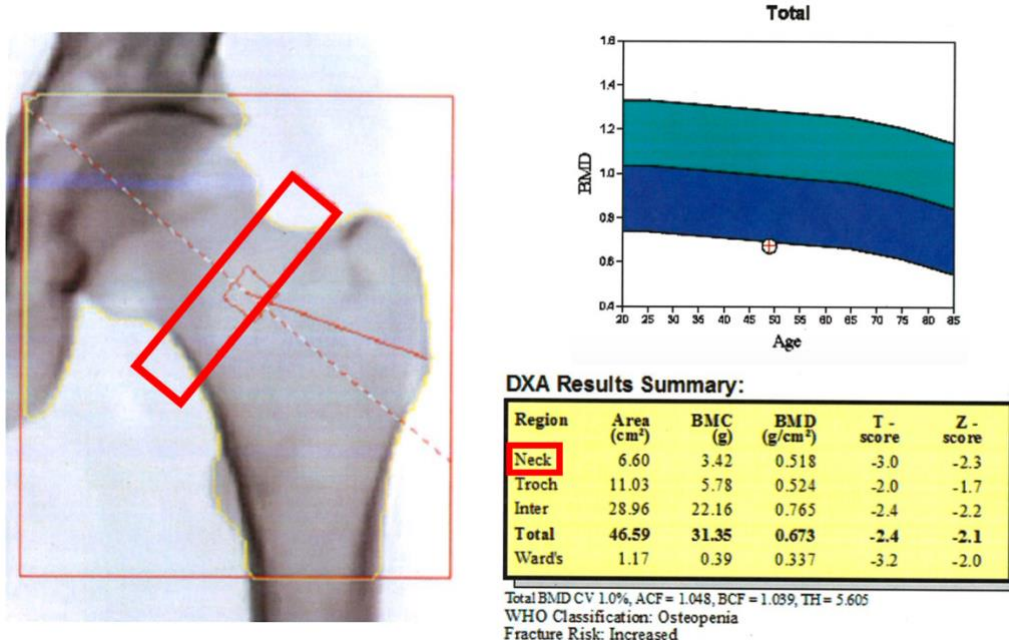 Total
1.6
1.4
1.2
1.0
0.8
0.6
0.4
BMD
20 25 30 35 40 45 50 55 60 65 70 75 80 85
Age
DXA Results Summary:
Region Area (cm²) BMC (g) BMD (g/cm²) T - score Z - score
Neck 6.60 3.42 0.518 -3.0 -2.3
Troch 11.03 5.78 0.524 -2.0 -1.7
Inter 28.96 22.16 0.765 -2.4 -2.2
Total 46.59 31.35 0.673 -2.4 -2.1
Ward's 1.17 0.39 0.337 -3.2 -2.0
Total BMD CV 1.0%, ACF = 1.048, BCF = 1.039, TH = 5.605
WHO Classification: Osteopenia
Fracture Risk: Increased